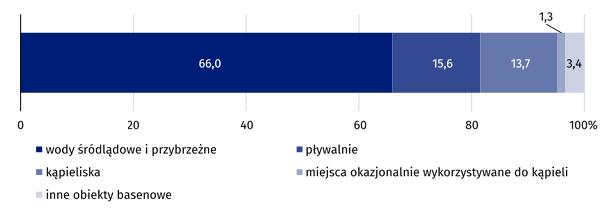 1,3
66,0 15,6 13,7 3,4
0 20 40 60 80 100%
wody śródlądowe i przybrzeżne pływalnie
kąpieliska miejsca okazjonalnie wykorzystywane do kąpieli
inne obiekty basenowe